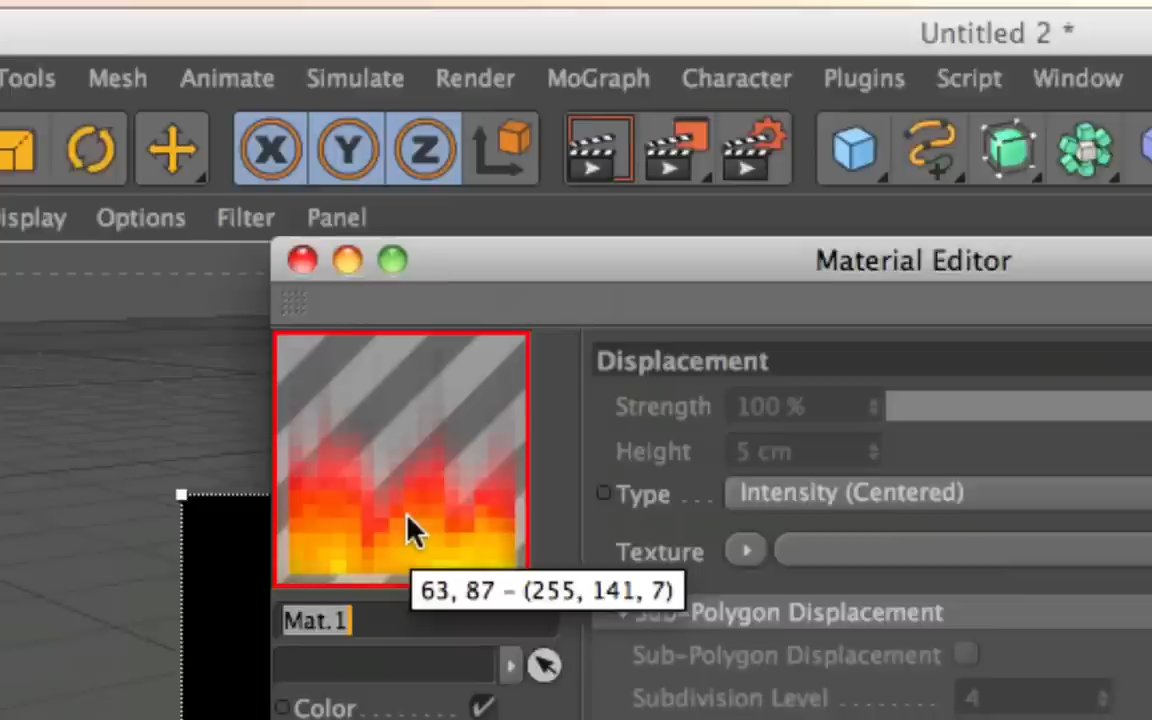 Untitled 2 *
Tools Mesh Animate Simulate Render MoGraph Character Plugins Script Window
X Y Z
isplay Options Filter Panel
Material Editor
Displacement
Strength 100 %
Height 5 cm
Type . . . Intensity (Centered)
Texture
63, 87 - (255, 141, 7)
Sub-Polygon Displacement
Mat.1
Sub-Polygon Displacement
Subdivision Level . . . . . . . . 4
Color . . . . . . . .